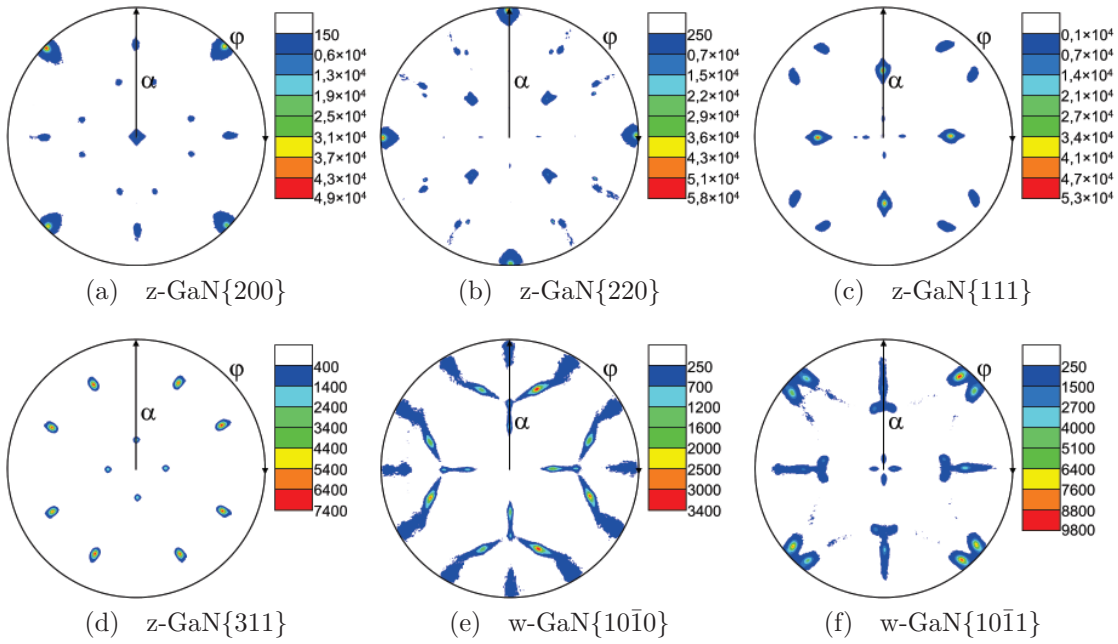 φ
α
150
0,6×10⁴
1,3×10⁴
1,9×10⁴
2,5×10⁴
3,1×10⁴
3,7×10⁴
4,3×10⁴
4,9×10⁴
(a) z-GaN{200}
φ
α
250
0,7×10⁴
1,5×10⁴
2,2×10⁴
2,9×10⁴
3,6×10⁴
4,3×10⁴
5,1×10⁴
5,8×10⁴
(b) z-GaN{220}
φ
α
0,1×10⁴
0,7×10⁴
1,4×10⁴
2,1×10⁴
2,7×10⁴
3,4×10⁴
4,1×10⁴
4,7×10⁴
5,3×10⁴
(c) z-GaN{111}
φ
α
400
1400
2400
3400
4400
5400
6400
7400
(d) z-GaN{311}
φ
α
250
700
1200
1600
2000
2500
3000
3400
(e) w-GaN{101̄0}
φ
α
250
1500
2700
4000
5100
6400
7600
8800
9800
(f) w-GaN{101̄1}